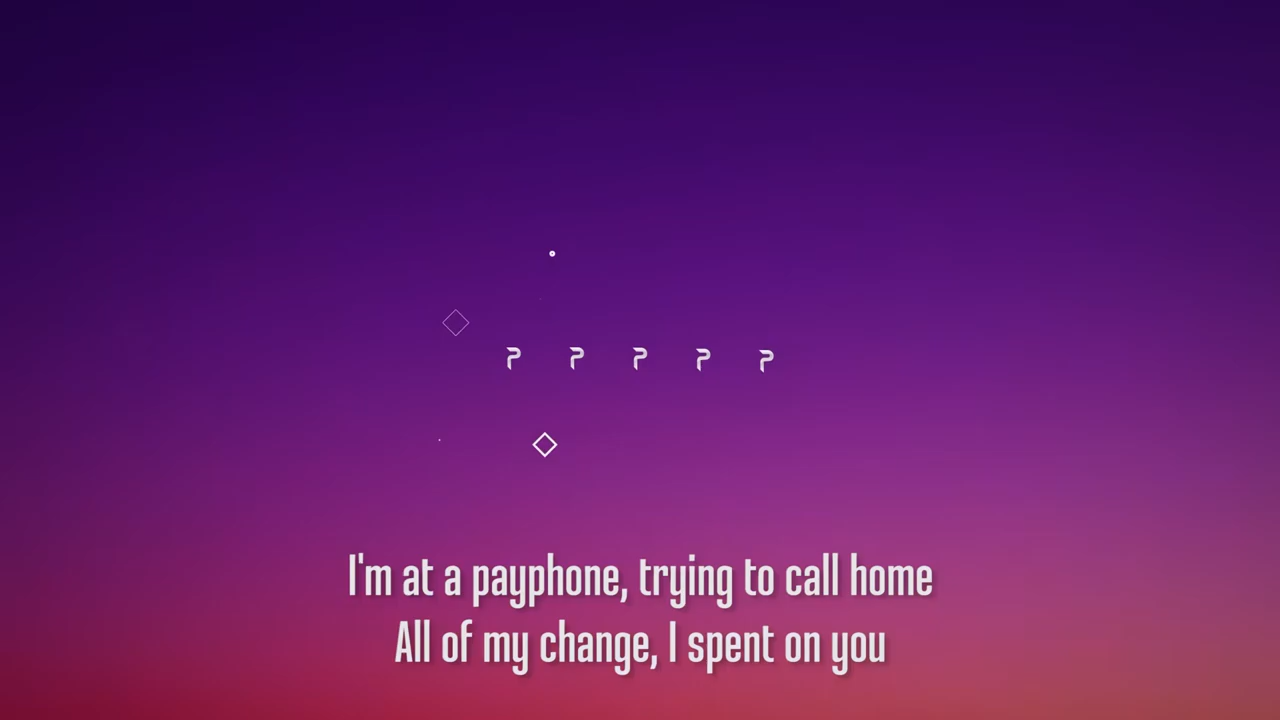 I'm at a payphone, trying to call home
All of my change, I spent on you